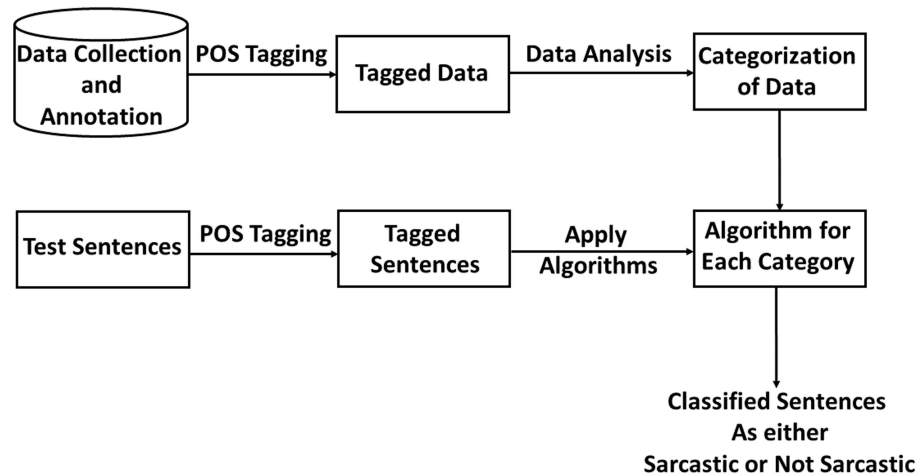 Data Collection
and
Annotation
POS Tagging
Tagged Data
Data Analysis
Categorization
of Data
Test Sentences
POS Tagging
Tagged
Sentences
Apply
Algorithms
Algorithm for
Each Category
Classified Sentences
As either
Sarcastic or Not Sarcastic